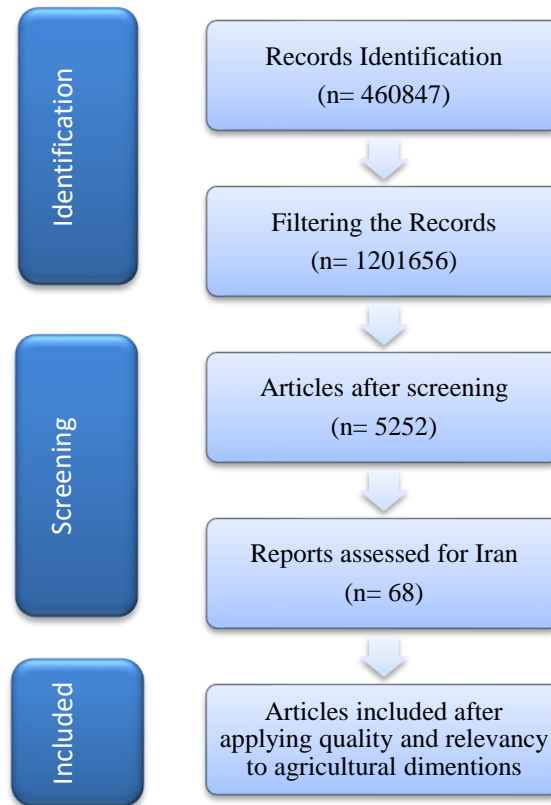 Identification
Records Identification
(n= 460847)
Filtering the Records
(n= 1201656)
Screening
Articles after screening
(n= 5252)
Reports assessed for Iran
(n= 68)
Included
Articles included after
applying quality and relevancy
to agricultural dimentions